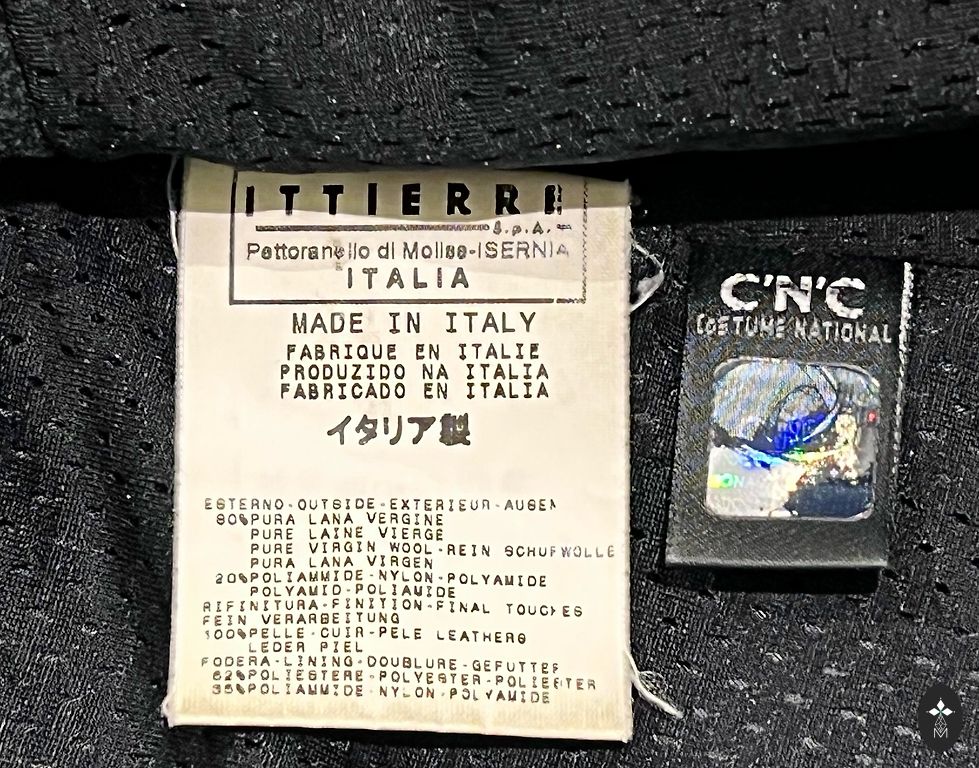 ITTIERRE
S.p.A.
Pettoranello di Molise-ISERNIA
ITALIA
MADE IN ITALY
FABRIQUE EN ITALIE
PRODUZIDO NA ITALIA
FABRICADO EN ITALIA
イタリア製
ESTERNO-OUTSIDE-EXTERIEUR-AUSEN
80%PURA LANA VERGINE
PURE LAINE VIERGE
PURE VIRGIN WOOL-REIN SCHURWOLLE
PURA LANA VIRGEN
20%POLIAMMIDE-NYLON-POLYAMIDE
POLYAMID-POLIAMIDE
RIFINITURA-FINITION-FINAL TOUCHES
FEIN VERARBEITUNG
100%PELLE-CUIR-PELE LEATHERS
LEDER PIEL
FODERA-LINING-DOUBLURE-GEFUTTER
POLIESTERE-POLYESTER-POLIESTER
POLIAMMIDE-NYLON-POLYAMIDE
C'N'C
COSTUME NATIONAL